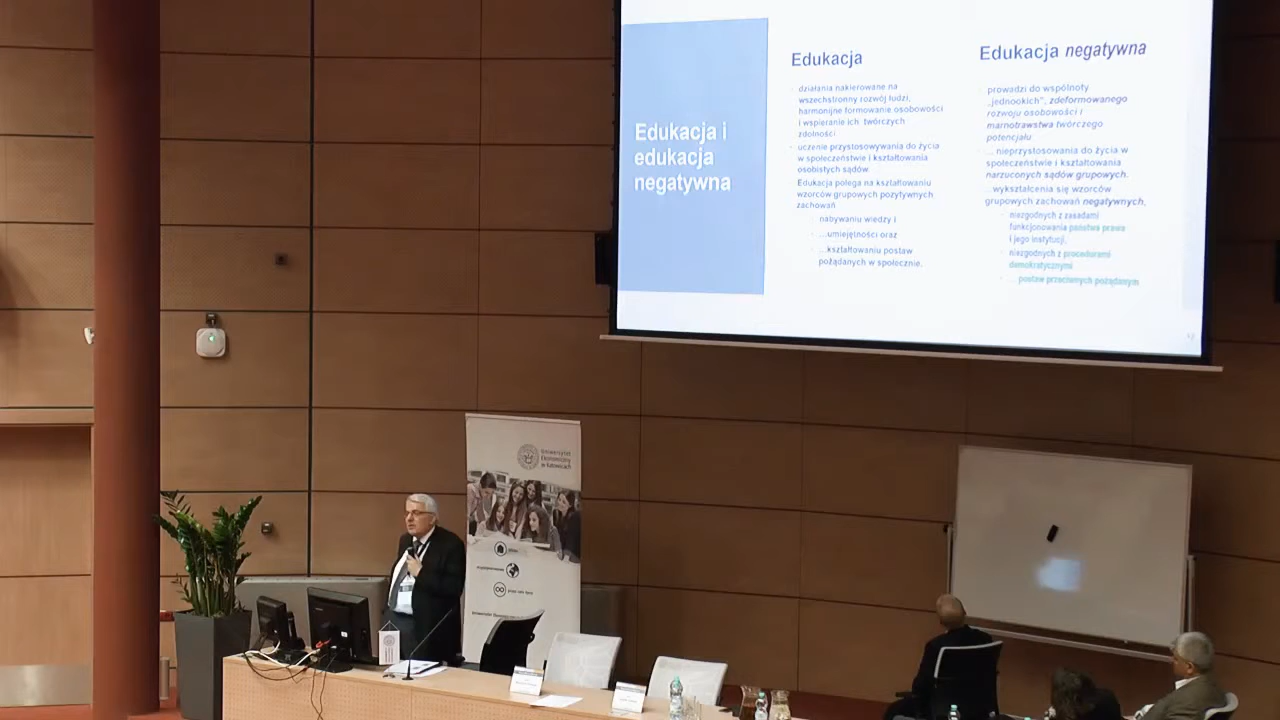 Edukacja i
edukacja
negatywna
Edukacja
działania nakierowane na
wszechstronny rozwój ludzi,
harmonijne formowanie osobowości
i wspieranie ich twórczych
zdolności
uczenie przystosowywania do życia
w społeczeństwie i kształtowania
osobistych sądów
Edukacja polega na kształtowaniu
wzorców grupowych pozytywnych
zachowań
nabywaniu wiedzy i
...umiejętności oraz
...kształtowaniu postaw
pożądanych w społecznie.
Edukacja negatywna
prowadzi do wspólnoty
„jednookich", zdeformowanego
rozwoju osobowości i
marnotrawstwa twórczego
potencjału
... nieprzystosowania do życia w
społeczeństwie i kształtowania
narzuconych sądów grupowych.
...wykształcenia się wzorców
grupowych zachowań negatywnych,
niezgodnych z zasadami
funkcjonowania państwa prawa
i jego instytucji,
niezgodnych z procedurami
demokratycznymi
... postaw przeciwnych pożądanym
Uniwersytet
Ekonomiczny
w Katowicach